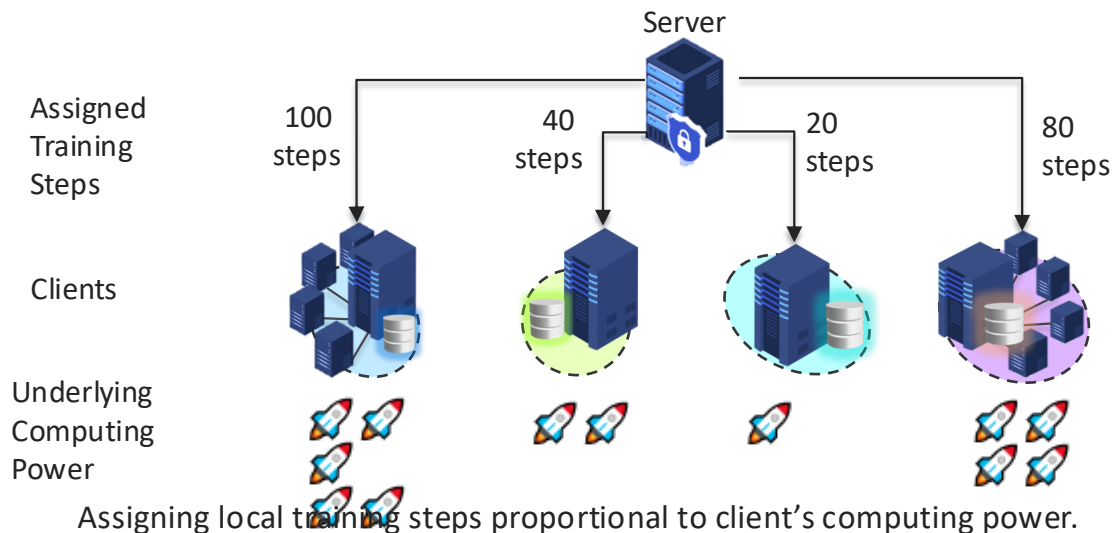 Server
Assigned
Training
Steps
100
steps
40
steps
20
steps
80
steps
Clients
Underlying
Computing
Power
Assigning local training steps proportional to client's computing power.